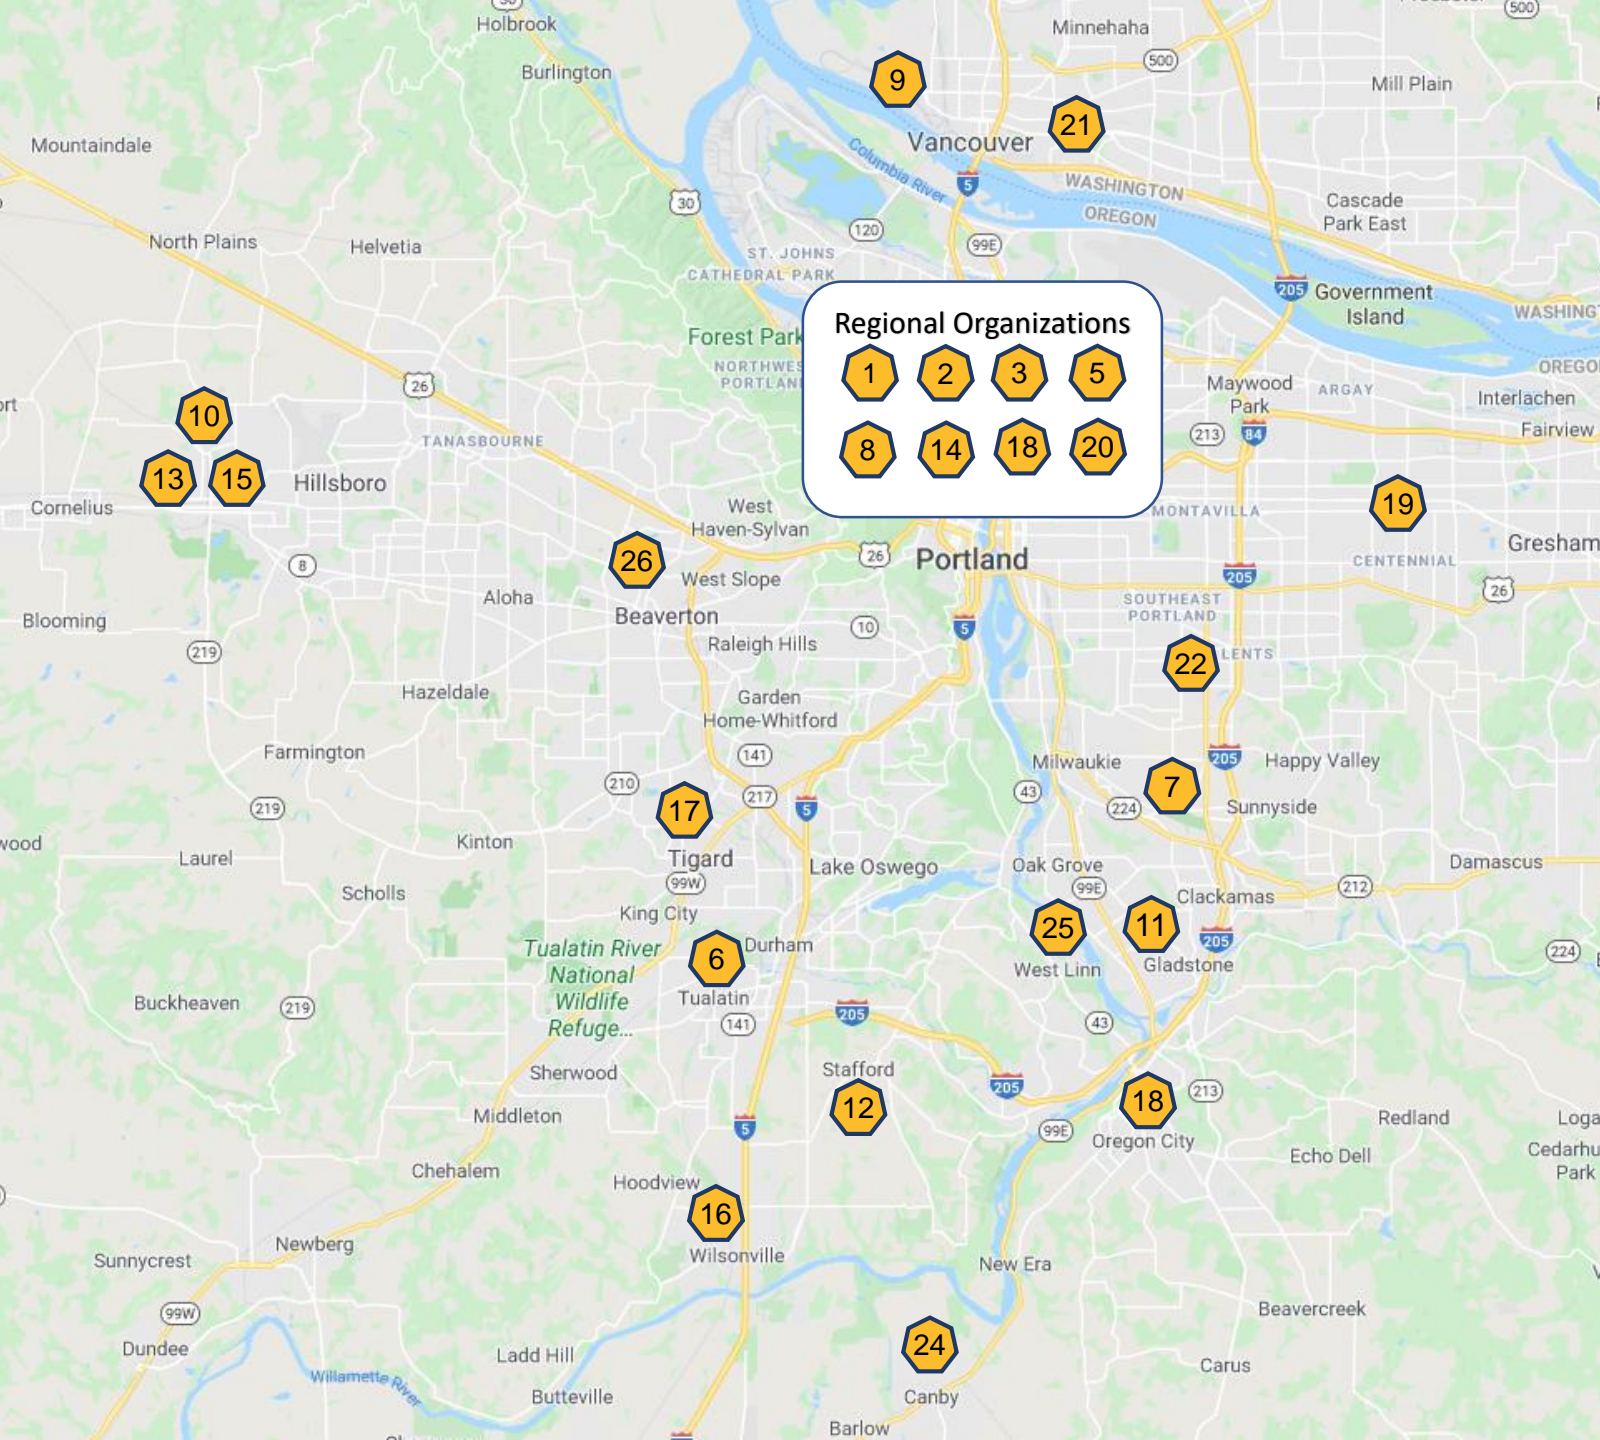 30
Holbrook
Minnehaha
500
Burlington
500
9
Mill Plain
21
Mountaindale
Vancouver
Columbia River
5
WASHINGTON
OREGON
30
Cascade
Park East
120
99E
North Plains
Helvetia
ST. JOHNS
CATHEDRAL PARK
205
Government
Island
WASHING
Regional Organizations
1
2
3
5
8
14
18
20
Forest Park
NORTHWES
PORTLAN
OREGO
26
Maywood
Park
ARGAY
Interlachen
10
ort
213
84
Fairview
TANASBOURNE
13
15
Hillsboro
Cornelius
West
Haven-Sylvan
MONTAVILLA
19
26
Portland
CENTENNIAL
Gresham
8
26
West Slope
205
26
Aloha
SOUTHEAST
PORTLAND
Beaverton
Blooming
10
5
Raleigh Hills
219
22
LENTS
Hazeldale
Garden
Home-Whitford
Farmington
141
Milwaukie
205
Happy Valley
210
217
43
7
219
17
5
224
Sunnyside
wood
Kinton
Laurel
Tigard
Lake Oswego
Oak Grove
Damascus
99W
99E
212
Scholls
Clackamas
King City
25
11
205
Tualatin River
National
Wildlife
Refuge...
6
Durham
224
West Linn
Gladstone
Buckheaven
219
Tualatin
141
205
43
Sherwood
Stafford
205
12
18
213
Middleton
5
99E
Oregon City
Redland
Loga
Echo Dell
Cedarhu
Park
Chehalem
Hoodview
16
Newberg
Wilsonville
Sunnycrest
New Era
99W
Beavercreek
Dundee
24
Ladd Hill
Carus
Willamette River
Butteville
Canby
Barlow